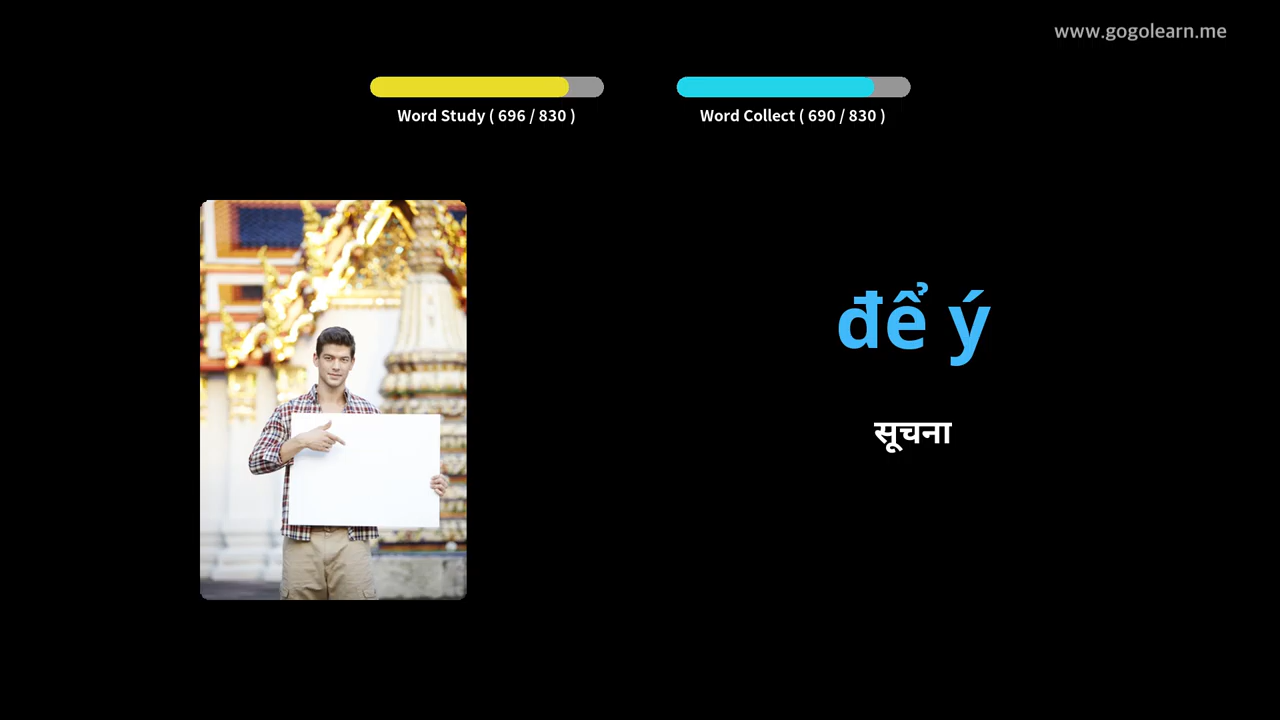 www.gogolearn.me
Word Study ( 696 / 830 )
Word Collect ( 690 / 830 )
để ý
सूचना